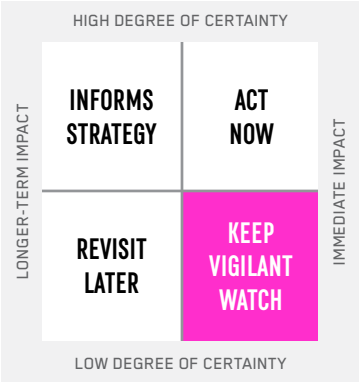 HIGH DEGREE OF CERTAINTY
LONGER-TERM IMPACT
INFORMS
STRATEGY
ACT
NOW
IMMEDIATE IMPACT
REVISIT
LATER
KEEP
VIGILANT
WATCH
LOW DEGREE OF CERTAINTY